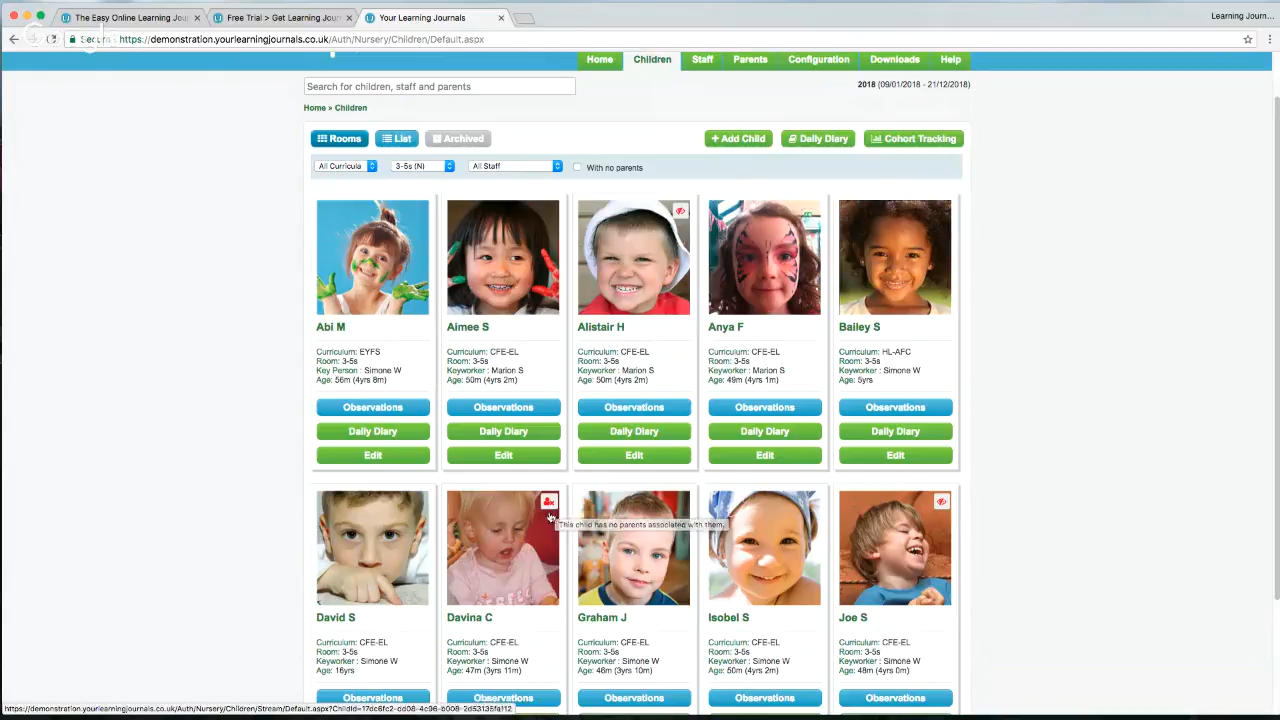 The Easy Online Learning Jou
Free Trial > Get Learning Jour
Your Learning Journals
Learning Journ...
Secure
https://demonstration.yourlearningjournals.co.uk/Auth/Nursery/Children/Default.aspx
Home Children Staff Parents Configuration Downloads Help
Search for children, staff and parents
2018 (09/01/2018 - 21/12/2018)
Home » Children
Rooms List Archived + Add Child Daily Diary Cohort Tracking
All Curricula 3-5s (N) All Staff With no parents
Abi M Aimee S Alistair H Anya F Bailey S
Curriculum: EYFS Curriculum: CFE-EL Curriculum: CFE-EL Curriculum: CFE-EL Curriculum: HL-AFC
Room: 3-5s Room: 3-5s Room: 3-5s Room: 3-5s Room: 3-5s
Key Person : Simone W Keyworker : Marion S Keyworker : Marion S Keyworker : Marion S Keyworker : Simone W
Age: 56m (4yrs 8m) Age: 50m (4yrs 2m) Age: 50m (4yrs 2m) Age: 49m (4yrs 1m) Age: 5yrs
Observations Observations Observations Observations Observations
Daily Diary Daily Diary Daily Diary Daily Diary Daily Diary
Edit Edit Edit Edit Edit
This child has no parents associated with them.
David S Davina C Graham J Isobel S Joe S
Curriculum: CFE-EL Curriculum: CFE-EL Curriculum: CFE-EL Curriculum: CFE-EL Curriculum: CFE-EL
Room: 3-5s Room: 3-5s Room: 3-5s Room: 3-5s Room: 3-5s
Keyworker : Simone W Keyworker : Simone W Keyworker : Simone W Keyworker : Simone W Keyworker : Simone W
Age: 16yrs Age: 47m (3yrs 11m) Age: 46m (3yrs 10m) Age: 50m (4yrs 2m) Age: 48m (4yrs 0m)
Observations Observations Observations Observations Observations